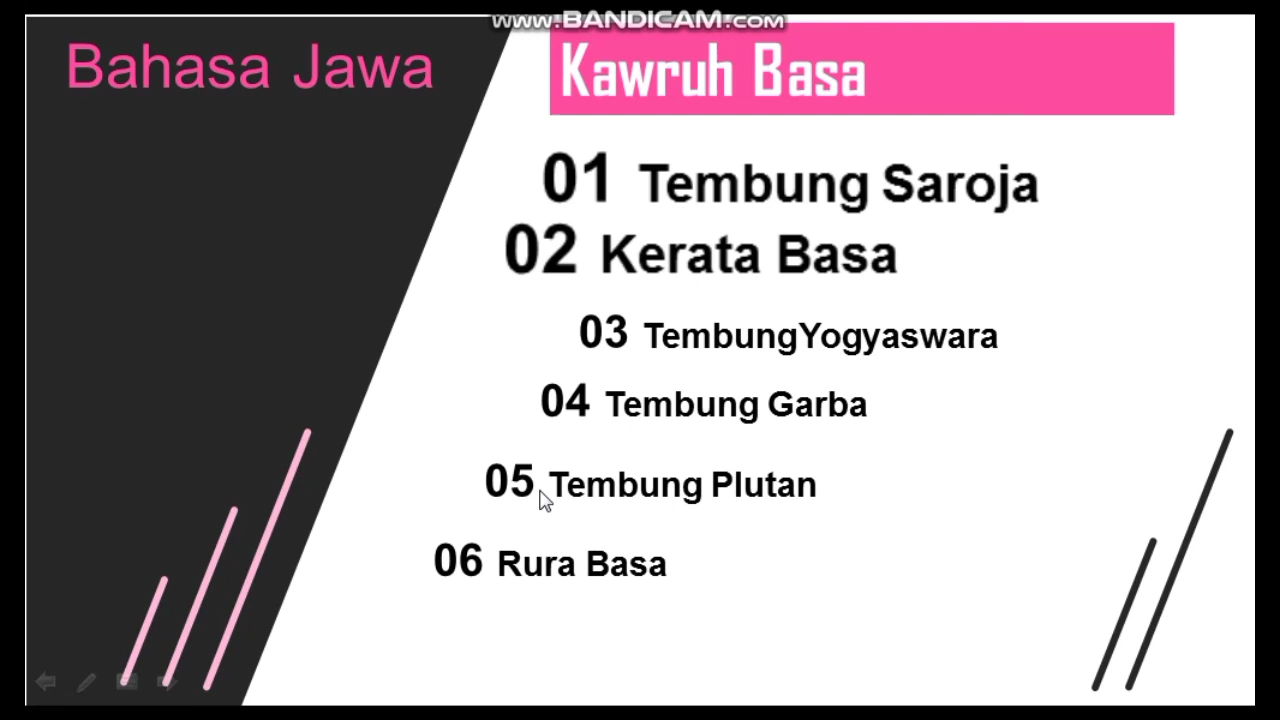 www.BANDICAM.com
Bahasa Jawa
Kawruh Basa
01 Tembung Saroja
02 Kerata Basa
03 TembungYogyaswara
04 Tembung Garba
05 Tembung Plutan
06 Rura Basa